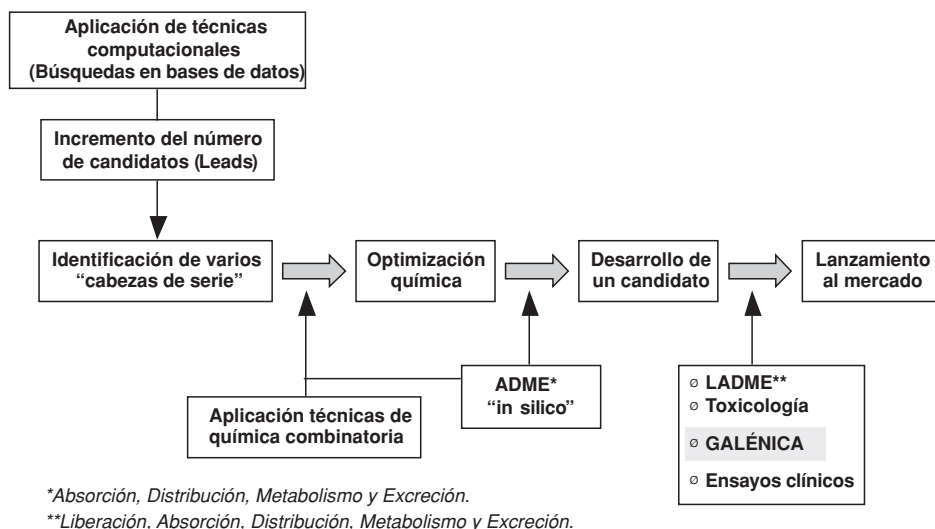 Aplicación de técnicas
computacionales
(Búsquedas en bases de datos)
Incremento del número
de candidatos (Leads)
Identificación de varios
“cabezas de serie”
Optimización
química
Desarrollo de
un candidato
Lanzamiento
al mercado
Aplicación técnicas de
química combinatoria
ADME*
“in silico”
Ø LADME**
Ø Toxicología
Ø GALÉNICA
Ø Ensayos clínicos
*Absorción, Distribución, Metabolismo y Excreción.
**Liberación, Absorción, Distribución, Metabolismo y Excreción.